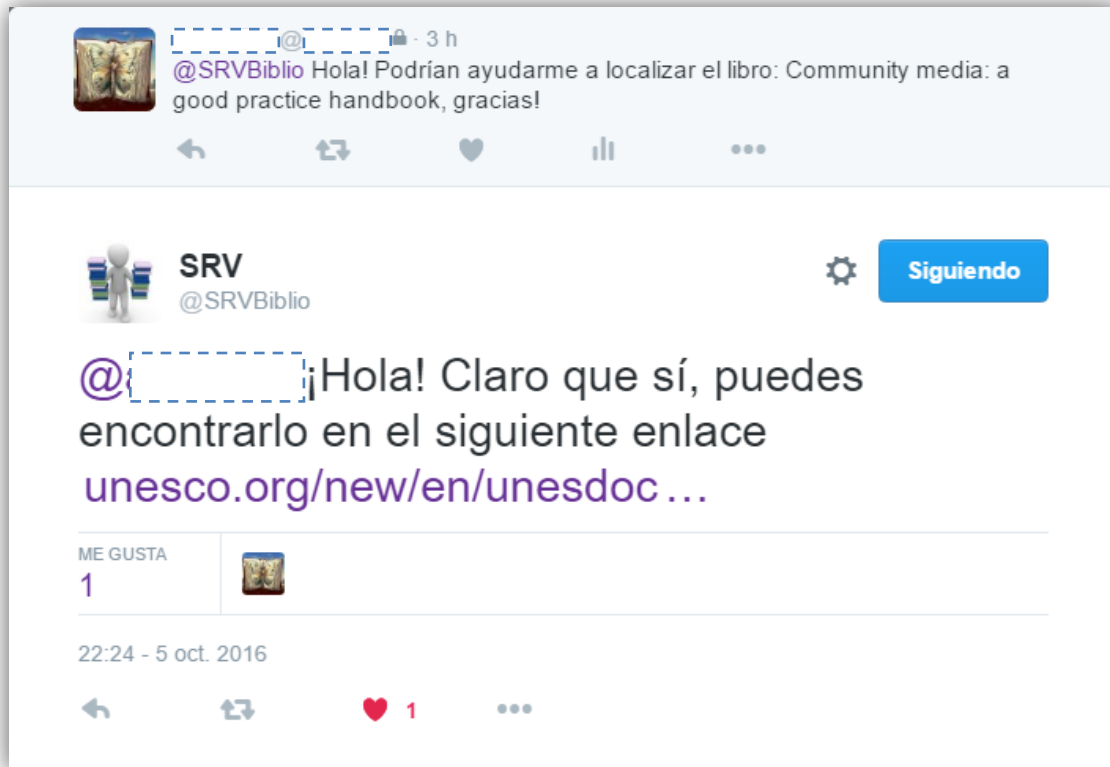 @ · 3 h
@SRVBiblio Hola! Podrían ayudarme a localizar el libro: Community media: a
good practice handbook, gracias!
SRV
@SRVBiblio
Siguiendo
@ ¡Hola! Claro que sí, puedes
encontrarlo en el siguiente enlace
unesco.org/new/en/unesdoc…
ME GUSTA
1
22:24 - 5 oct. 2016
1